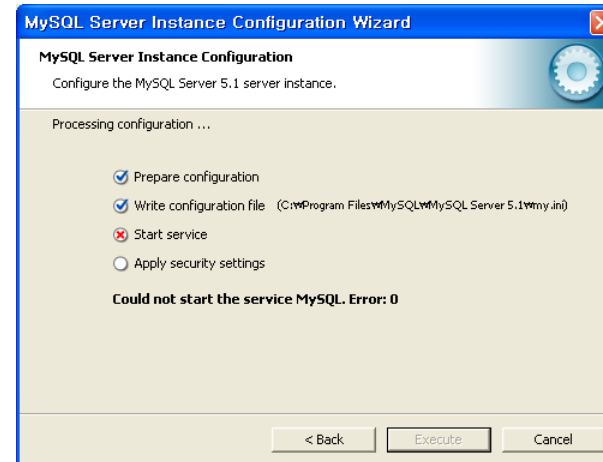 MySQL Server Instance Configuration Wizard
MySQL Server Instance Configuration
Configure the MySQL Server 5.1 server instance.
Processing configuration ...
Prepare configuration
Write configuration file (C:₩Program Files₩MySQL₩MySQL Server 5.1₩my.ini)
Start service
Apply security settings
Could not start the service MySQL. Error: 0
< Back Execute Cancel